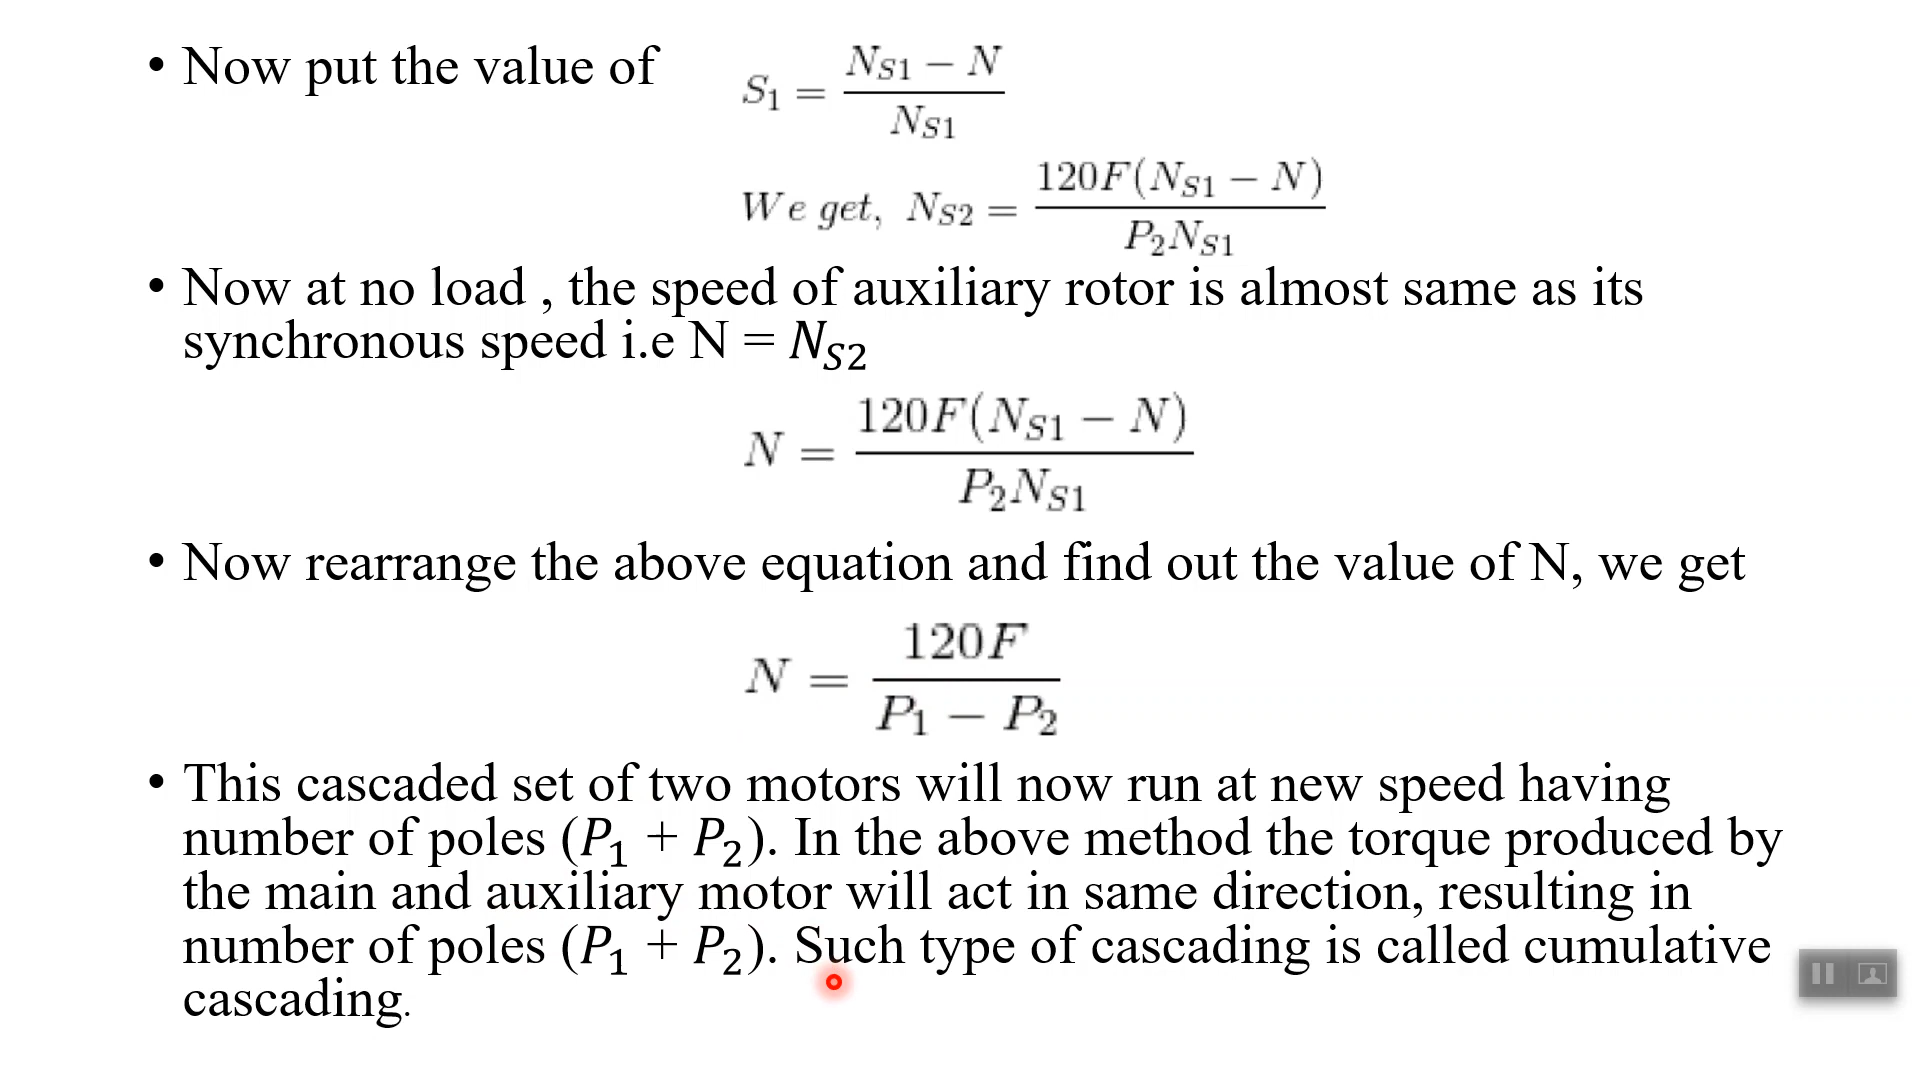 • Now put the value of
S₁ = (N_S1 − N) / N_S1
We get, N_S2 = 120F(N_S1 − N) / P₂N_S1
• Now at no load , the speed of auxiliary rotor is almost same as its
synchronous speed i.e N = N_S2
N = 120F(N_S1 − N) / P₂N_S1
• Now rearrange the above equation and find out the value of N, we get
N = 120F / (P₁ − P₂)
• This cascaded set of two motors will now run at new speed having
number of poles (P₁ + P₂). In the above method the torque produced by
the main and auxiliary motor will act in same direction, resulting in
number of poles (P₁ + P₂). Such type of cascading is called cumulative
cascading.